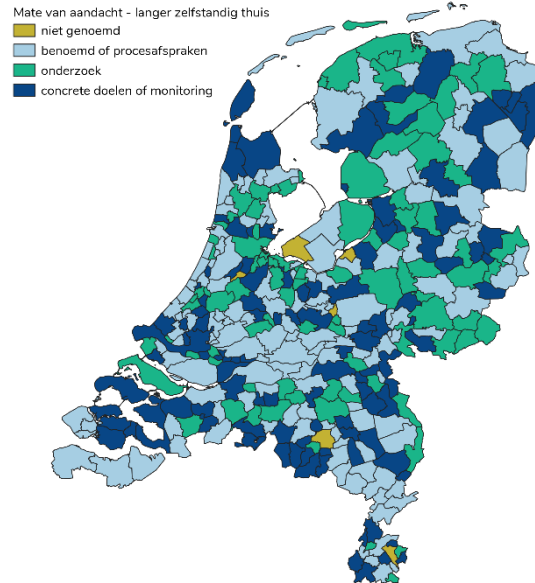 Mate van aandacht - langer zelfstandig thuis
niet genoemd
benoemd of procesafspraken
onderzoek
concrete doelen of monitoring